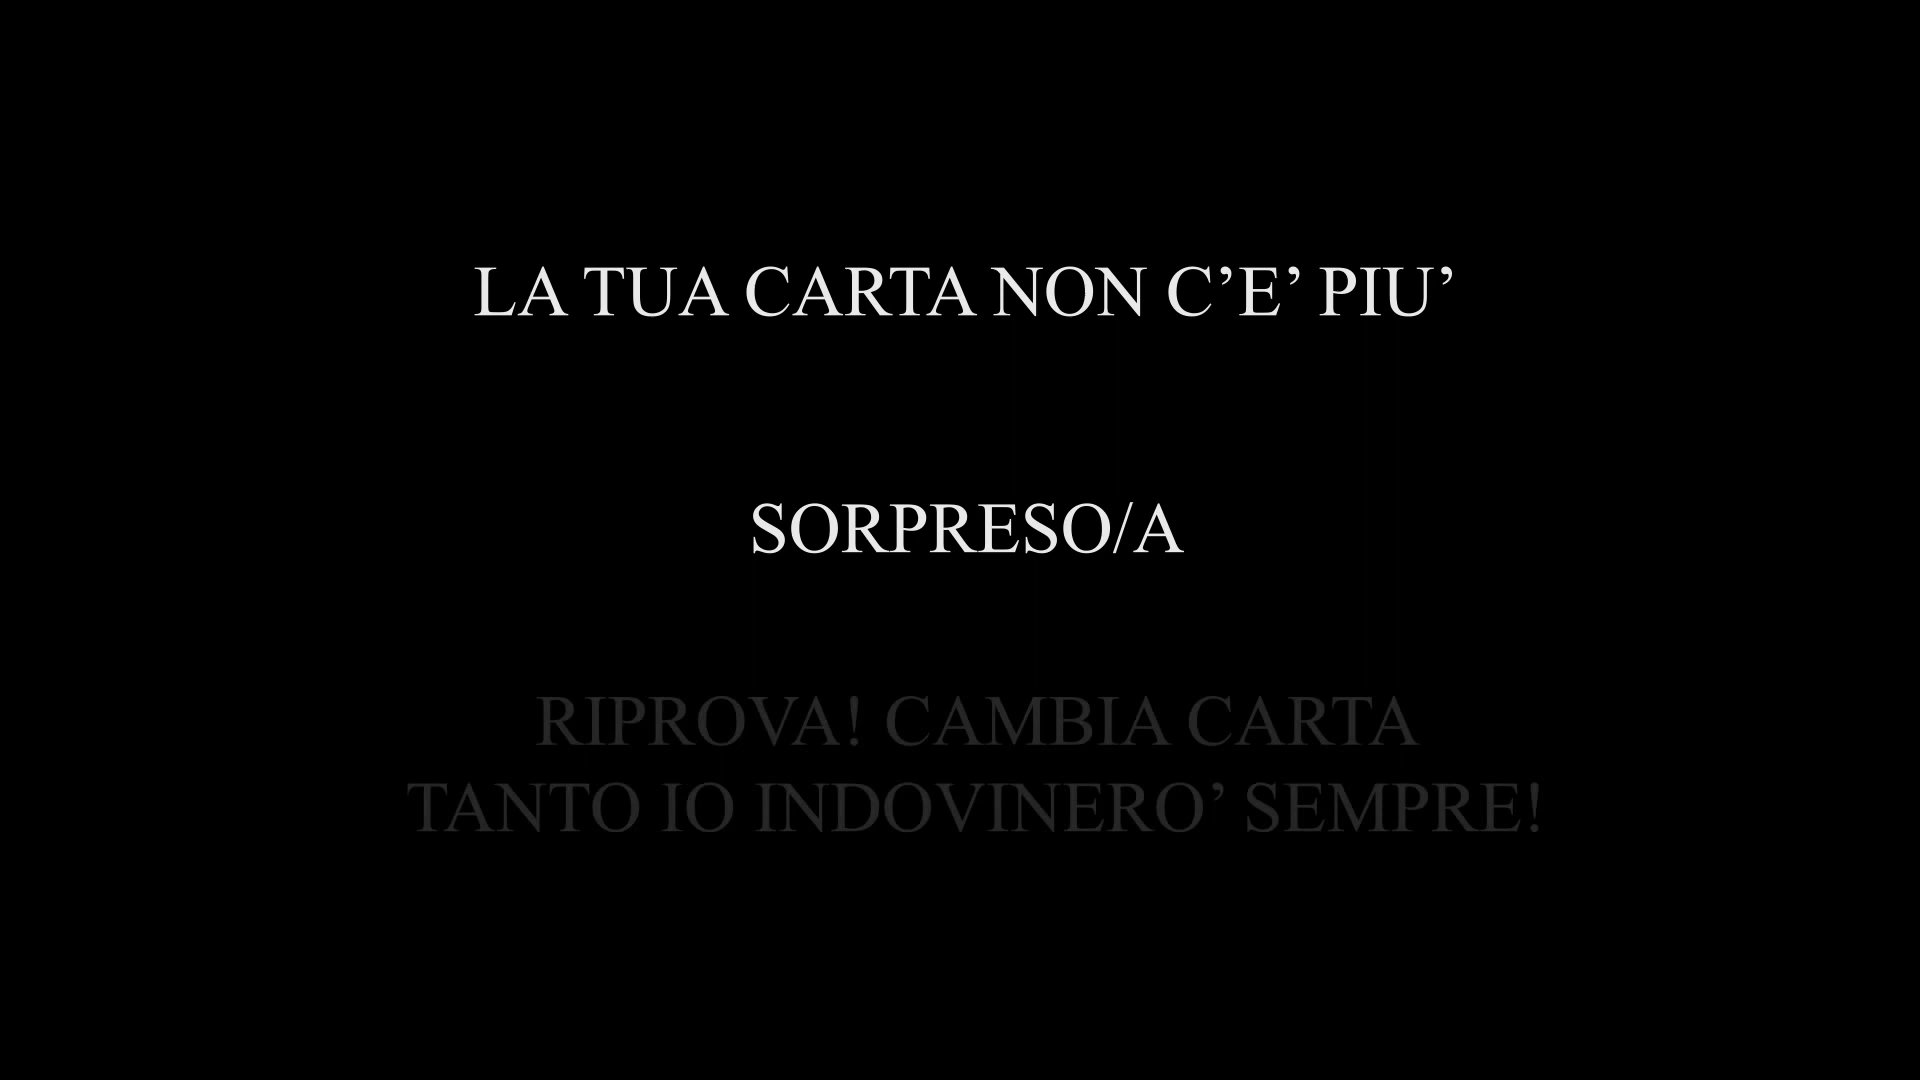 LA TUA CARTA NON C’E’ PIU’
SORPRESO/A
RIPROVA! CAMBIA CARTA
TANTO IO INDOVINERO’ SEMPRE!